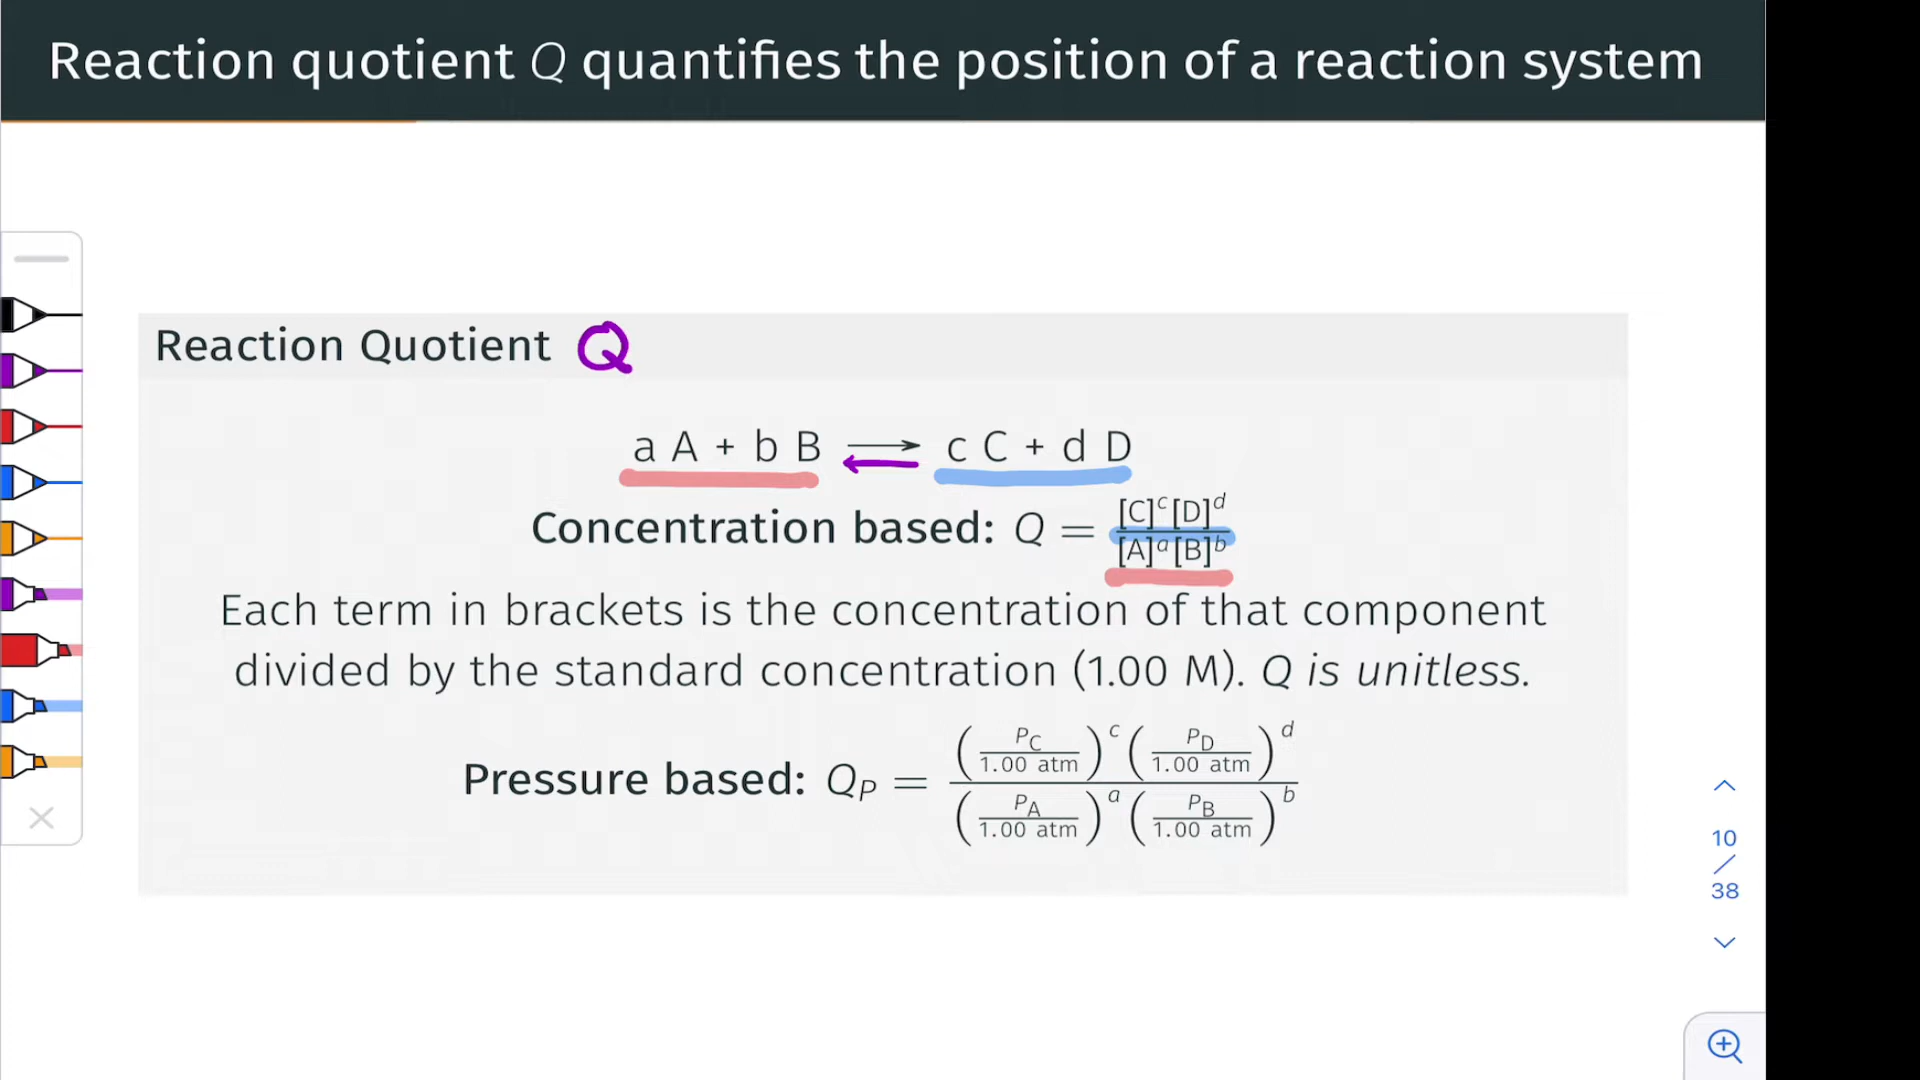 Reaction quotient Q quantifies the position of a reaction system
Reaction Quotient Q
a A + b B ⟶ c C + d D
Concentration based: Q = [C]^c[D]^d / [A]^a[B]^b
Each term in brackets is the concentration of that component
divided by the standard concentration (1.00 M). Q is unitless.
Pressure based: Q_P = (P_C / 1.00 atm)^c (P_D / 1.00 atm)^d / (P_A / 1.00 atm)^a (P_B / 1.00 atm)^b
10
/
38